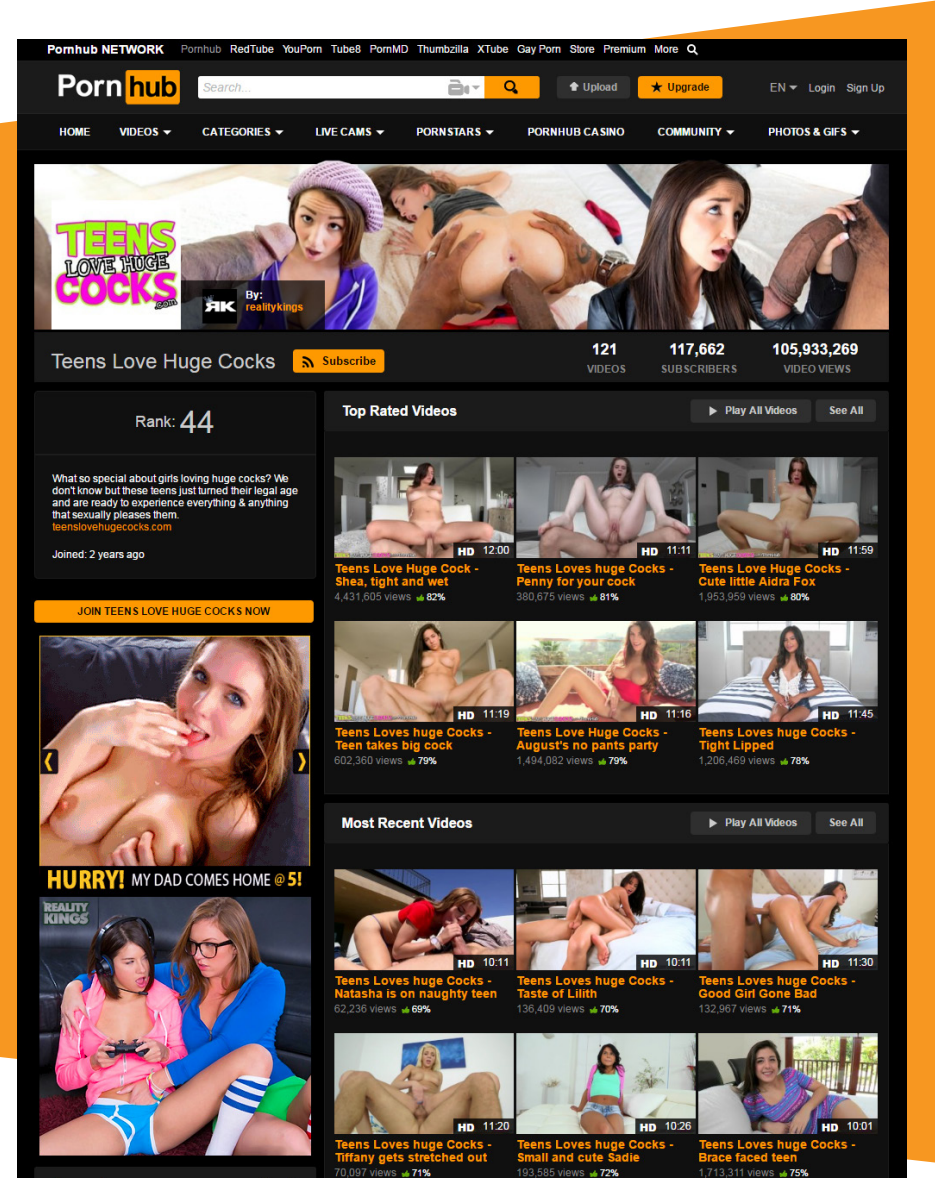 Pornhub NETWORK Pornhub RedTube YouPorn Tube8 PornMD Thumbzilla XTube Gay Porn Store Premium More
Porn hub Search... Upload Upgrade EN Login Sign Up
HOME VIDEOS CATEGORIES LIVE CAMS PORNSTARS PORNHUB CASINO COMMUNITY PHOTOS & GIFS
TEENS
LOVE HUGE
COCKS
.com
RK By:
realitykings
Teens Love Huge Cocks Subscribe
121 117,662 105,933,269
VIDEOS SUBSCRIBERS VIDEO VIEWS
Rank: 44
What so special about girls loving huge cocks? We
don't know but these teens just turned their legal age
and are ready to experience everything & anything
that sexually pleases them.
teenslovehugecocks.com
Joined: 2 years ago
JOIN TEENS LOVE HUGE COCKS NOW
HURRY! MY DAD COMES HOME @ 5!
REALITY
KINGS
Top Rated Videos Play All Videos See All
HD 12:00 HD 11:11 HD 11:59
Teens Love Huge Cock - Teens Loves huge Cocks - Teens Love Huge Cocks -
Shea, tight and wet Penny for your cock Cute little Aidra Fox
4,431,605 views 82% 380,675 views 81% 1,953,959 views 80%
HD 11:19 HD 11:16 HD 11:45
Teens Loves huge Cocks - Teens Love Huge Cocks - Teens Loves huge Cocks -
Teen takes big cock August's no pants party Tight Lipped
602,360 views 79% 1,494,082 views 79% 1,206,469 views 78%
Most Recent Videos Play All Videos See All
HD 10:11 HD 10:11 HD 11:30
Teens Loves huge Cocks - Teens Loves huge Cocks - Teens Loves huge Cocks -
Natasha is on naughty teen Taste of Lilith Good Girl Gone Bad
62,236 views 69% 136,409 views 70% 132,967 views 71%
HD 11:20 HD 10:26 HD 10:01
Teens Loves huge Cocks - Teens Loves huge Cocks - Teens Loves huge Cocks -
Tiffany gets stretched out Small and cute Sadie Brace faced teen
70,097 views 71% 193,585 views 72% 1,713,311 views 75%